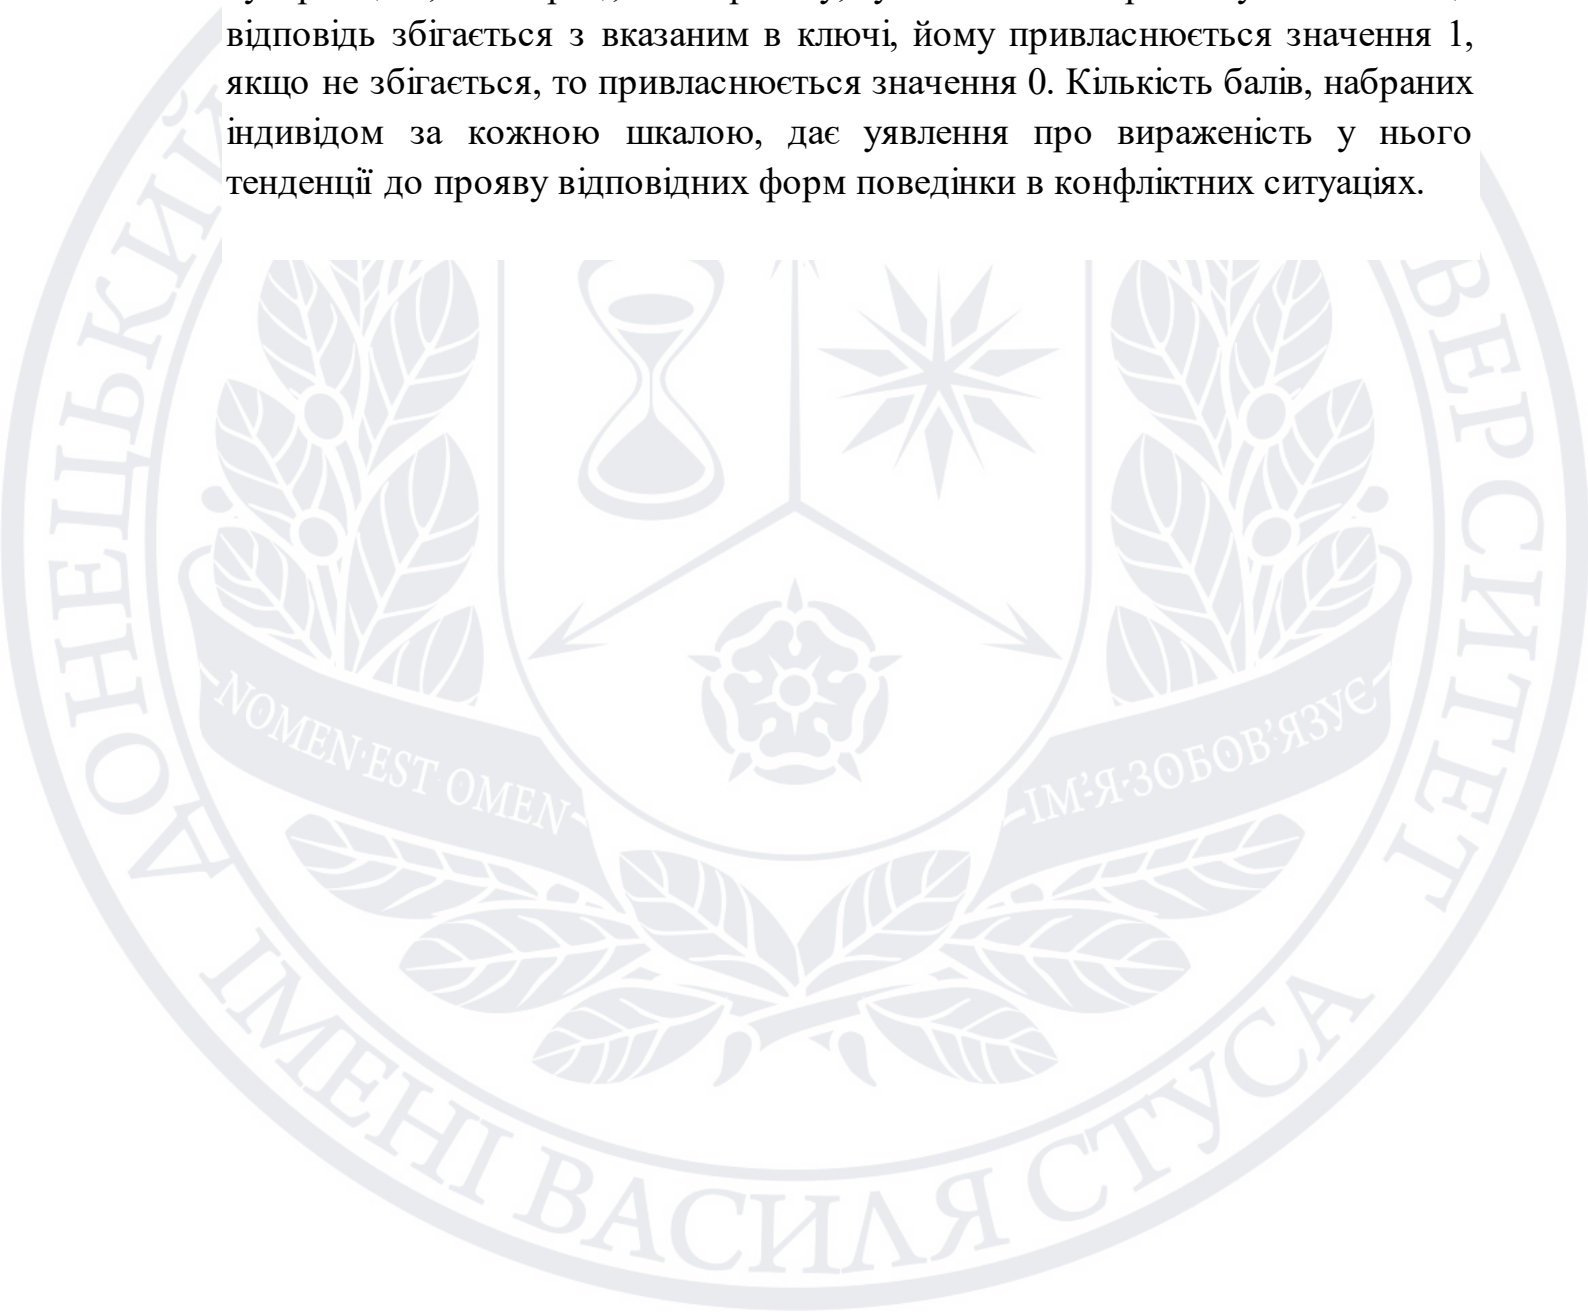 відповідь збігається з вказаним в ключі, йому привласнюється значення 1,
якщо не збігається, то привласнюється значення 0. Кількість балів, набраних
індивідом за кожною шкалою, дає уявлення про вираженість у нього
тенденції до прояву відповідних форм поведінки в конфліктних ситуаціях.
ДОНЕЦЬКИЙ
ВЕРСИТЕТ
NOMEN·EST·OMEN
ІМ'Я·ЗОБОВ'ЯЗУЄ
ІМЕНІ ВАСИЛЯ СТУСА